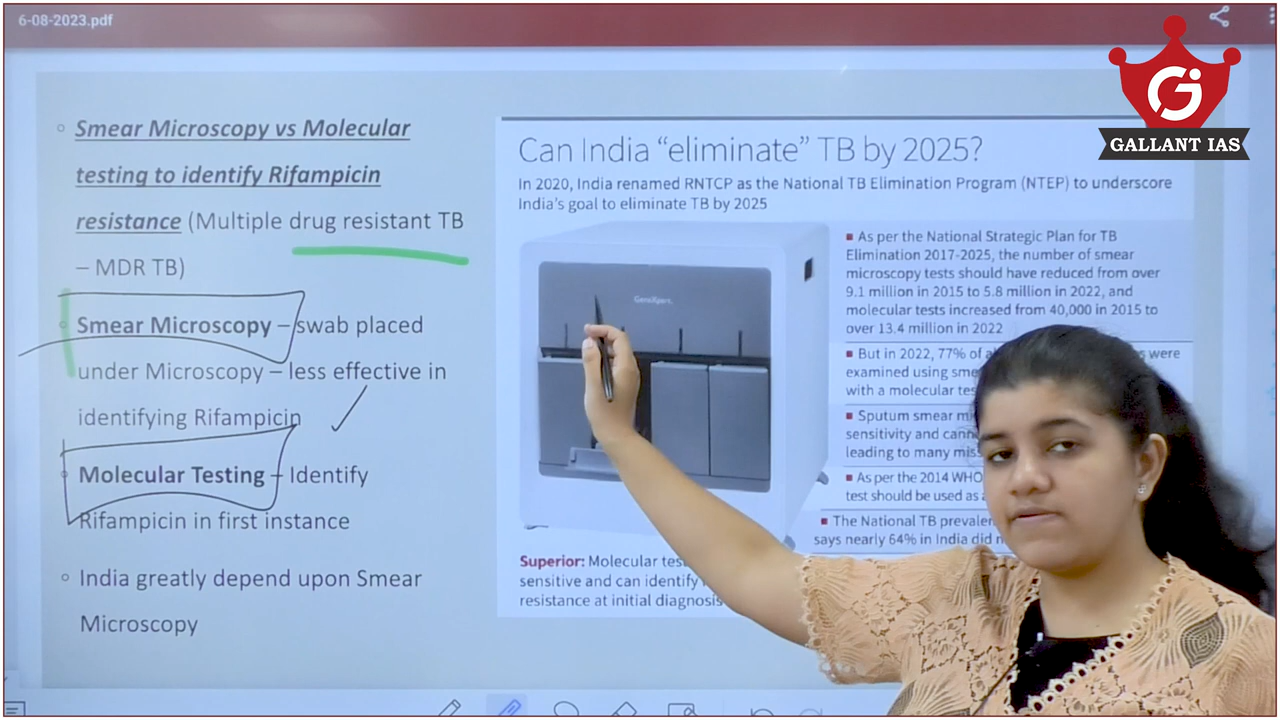 6-08-2023.pdf
GALLANT IAS
Smear Microscopy vs Molecular
testing to identify Rifampicin
resistance (Multiple drug resistant TB
– MDR TB)
Smear Microscopy – swab placed
under Microscopy – less effective in
identifying Rifampicin
Molecular Testing – Identify
Rifampicin in first instance
India greatly depend upon Smear
Microscopy
Can India “eliminate” TB by 2025?
In 2020, India renamed RNTCP as the National TB Elimination Program (NTEP) to underscore
India's goal to eliminate TB by 2025
GeneXpert.
As per the National Strategic Plan for TB
Elimination 2017-2025, the number of smear
microscopy tests should have reduced from over
9.1 million in 2015 to 5.8 million in 2022, and
molecular tests increased from 40,000 in 2015 to
over 13.4 million in 2022
But in 2022, 77% of were
examined using
with a molecular
Sputum smear
sensitivity and
leading to many
As per the 2014 WHO
test should be used as
The National TB
says nearly 64% in India did
Superior: Molecular
sensitive and can identify
resistance at initial diagnosis